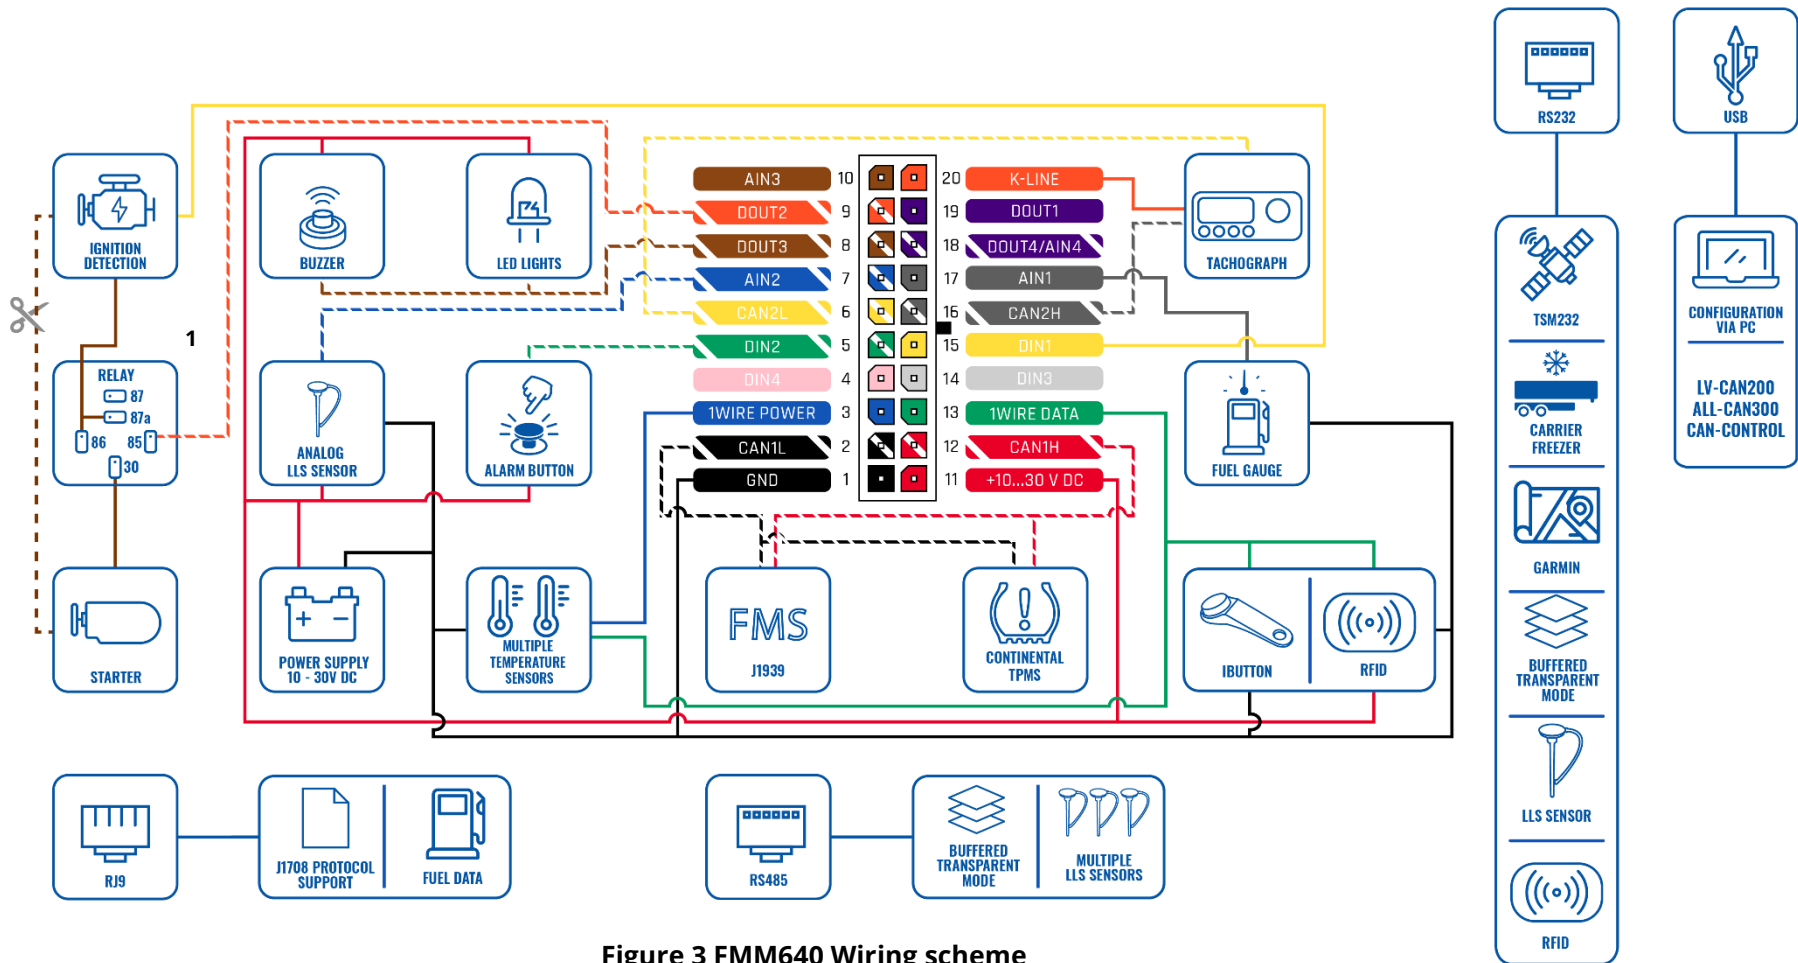 RS232
USB
IGNITION
DETECTION
BUZZER
LED LIGHTS
AIN3
10
20
K-LINE
DOUT2
9
19
DOUT1
DOUT3
8
18
DOUT4/AIN4
AIN2
7
17
AIN1
CAN2L
6
16
CAN2H
DIN2
5
15
DIN1
DIN4
4
14
DIN3
1WIRE POWER
3
13
1WIRE DATA
CAN1L
2
12
CAN1H
GND
1
11
+10...30 V DC
TACHOGRAPH
1
RELAY
87
87a
86
85
30
ANALOG
LLS SENSOR
ALARM BUTTON
FUEL GAUGE
STARTER
+ -
POWER SUPPLY
10 - 30V DC
MULTIPLE
TEMPERATURE
SENSORS
FMS
J1939
CONTINENTAL
TPMS
IBUTTON
RFID
TSM232
CARRIER
FREEZER
GARMIN
BUFFERED
TRANSPARENT
MODE
LLS SENSOR
RFID
CONFIGURATION
VIA PC
LV-CAN200
ALL-CAN300
CAN-CONTROL
RJ9
J1708 PROTOCOL
SUPPORT
FUEL DATA
RS485
BUFFERED
TRANSPARENT
MODE
MULTIPLE
LLS SENSORS
Figure 3 FMM640 Wiring scheme